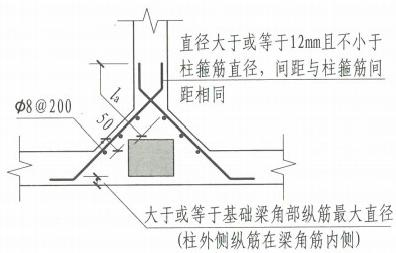 直径大于或等于12mm且不小于
柱箍筋直径，间距与柱箍筋间
距相同
la
Φ8@200
50
大于或等于基础梁角部纵筋最大直径
(柱外侧纵筋在梁角筋内侧)